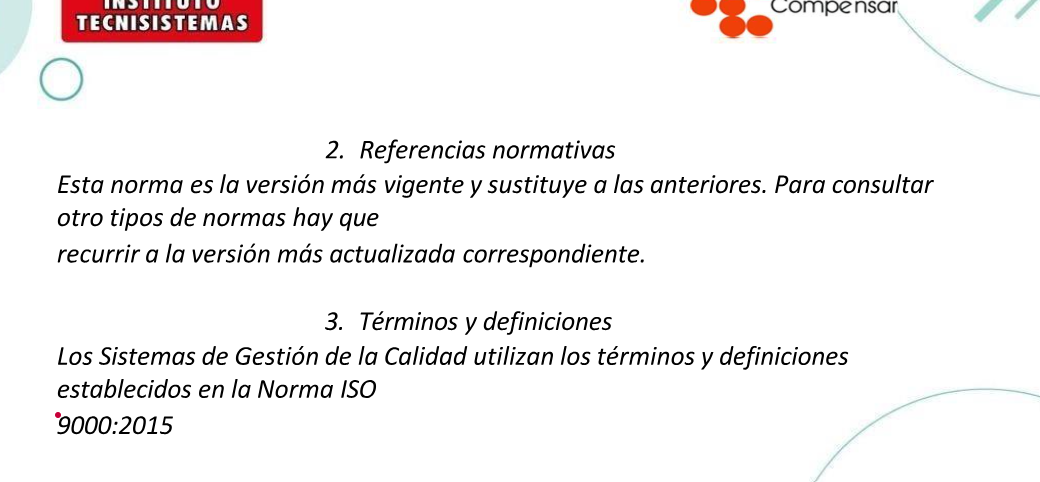 INSTITUTO
TECNISISTEMAS
Compensar
2. Referencias normativas
Esta norma es la versión más vigente y sustituye a las anteriores. Para consultar
otro tipos de normas hay que
recurrir a la versión más actualizada correspondiente.
3. Términos y definiciones
Los Sistemas de Gestión de la Calidad utilizan los términos y definiciones
establecidos en la Norma ISO
9000:2015